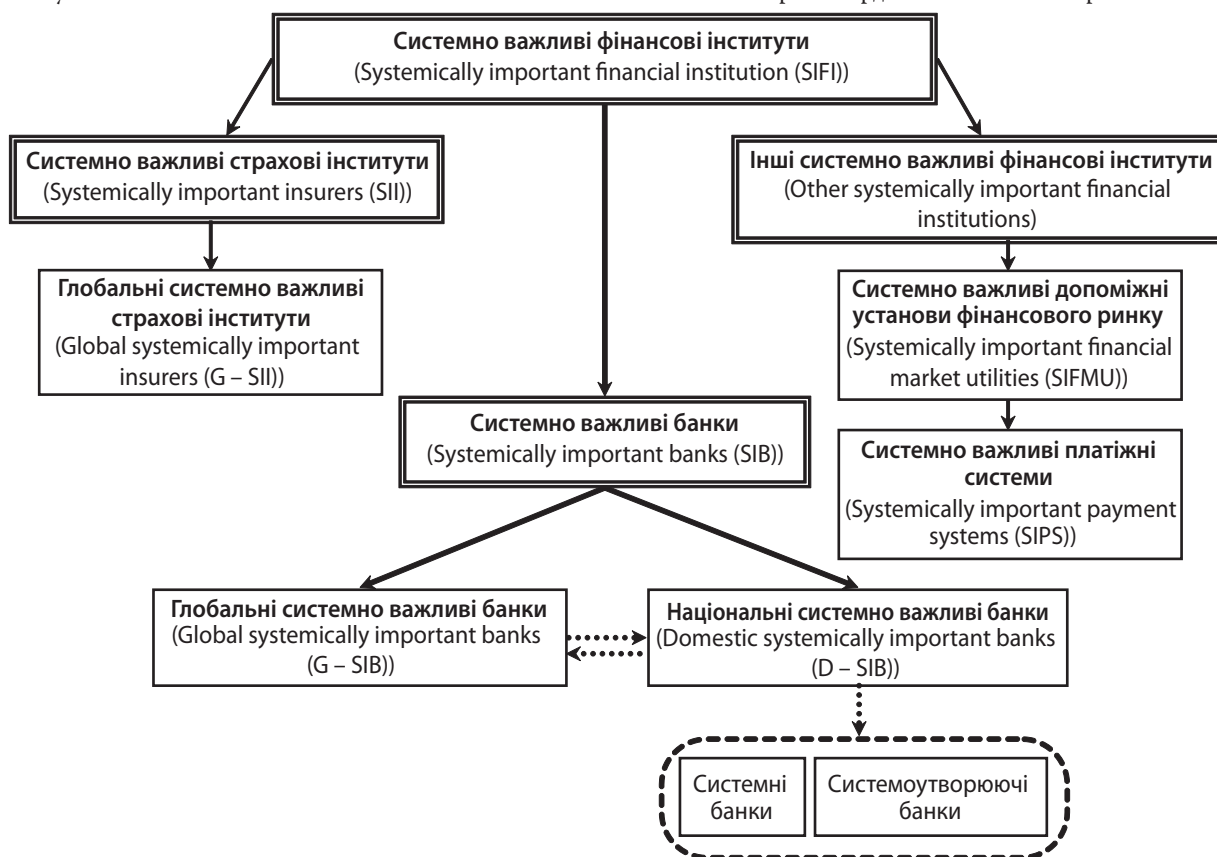 Системно важливі фінансові інститути
(Systemically important financial institution (SIFI))
Системно важливі страхові інститути
(Systemically important insurers (SII))
Інші системно важливі фінансові інститути
(Other systemically important financial
institutions)
Глобальні системно важливі
страхові інститути
(Global systemically important
insurers (G – SII))
Системно важливі допоміжні
установи фінансового ринку
(Systemically important financial
market utilities (SIFMU))
Системно важливі банки
(Systemically important banks (SIB))
Системно важливі платіжні
системи
(Systemically important payment
systems (SIPS))
Глобальні системно важливі банки
(Global systemically important banks
(G – SIB))
Національні системно важливі банки
(Domestic systemically important banks
(D – SIB))
Системні
банки
Системоутворюючі
банки